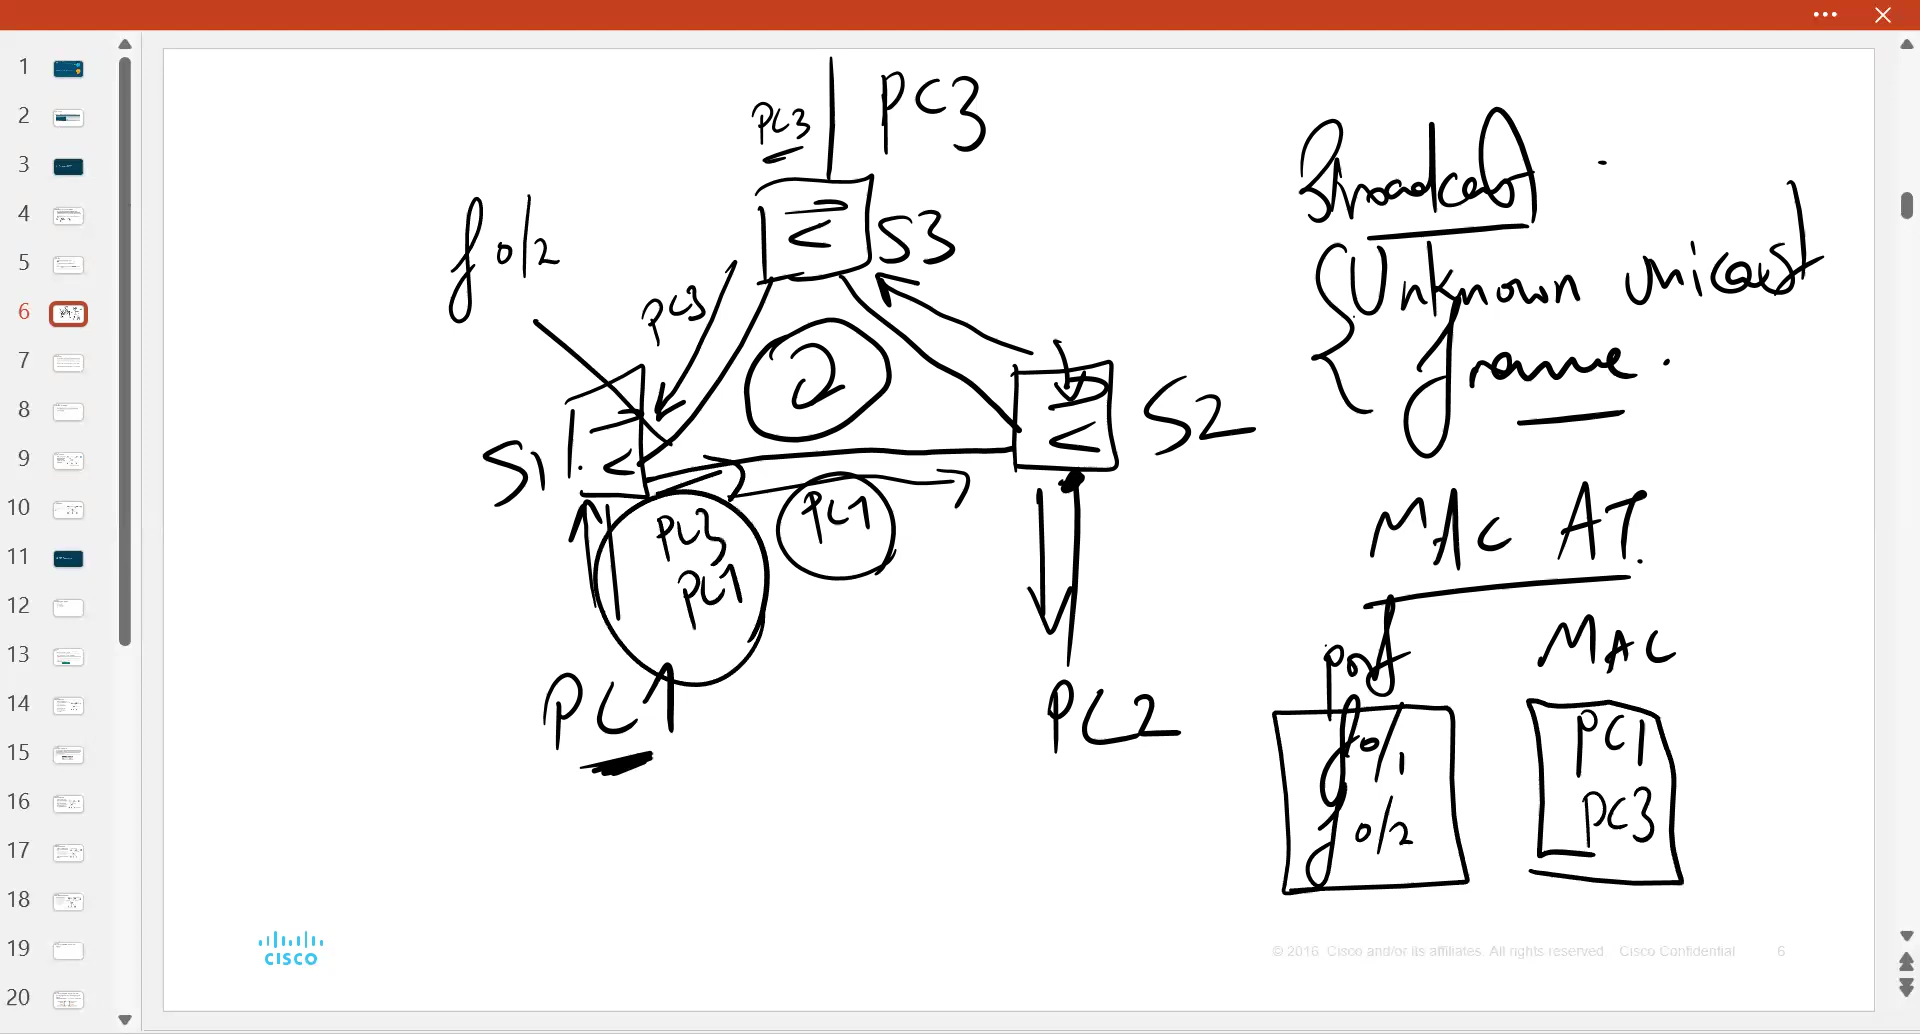 1
2
3
4
5
6
7
8
9
10
11
12
13
14
15
16
17
18
19
20
PC3
PC3
S3
f 0/2
PC3
2
S1
S2
PC3
PC1
PC1
PC1
PC2
Broadcast
Unknown unicast
frame.
MAC AT.
port
MAC
f0/1
PC1
f 0/2
PC3
CISCO
© 2016 Cisco and/or its affiliates. All rights reserved. Cisco Confidential
6